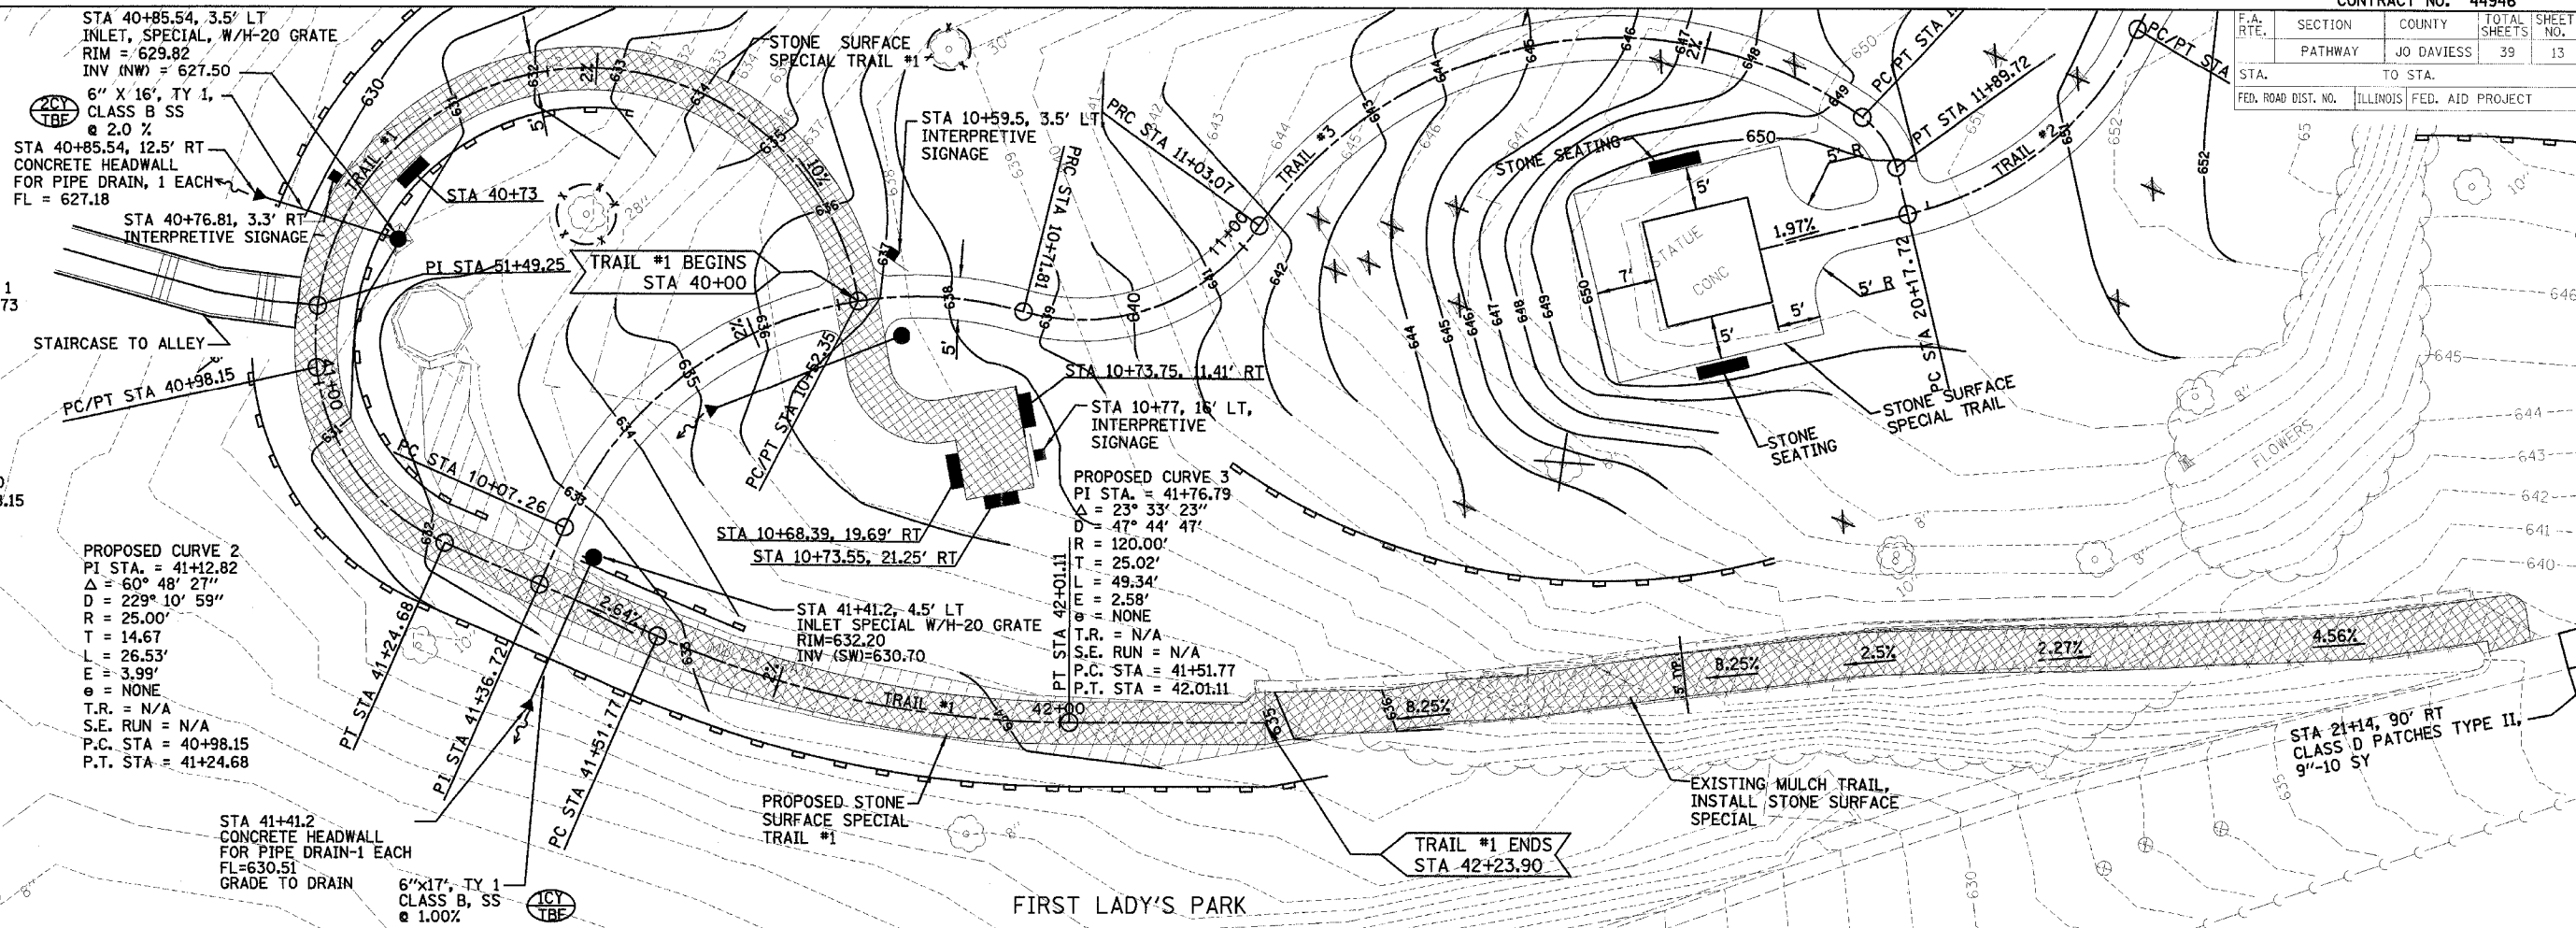 CONTRACT NO. 44946
F.A. RTE. SECTION COUNTY TOTAL SHEETS SHEET NO.
PATHWAY JO DAVIESS 39 13
STA. TO STA.
FED. ROAD DIST. NO. ILLINOIS FED. AID PROJECT
STA 40+85.54, 3.5' LT
INLET, SPECIAL, W/H-20 GRATE
RIM = 629.82
INV (NW) = 627.50
2CY
TBF
6" X 16', TY 1,
CLASS B SS
@ 2.0 %
STA 40+85.54, 12.5' RT
CONCRETE HEADWALL
FOR PIPE DRAIN, 1 EACH
FL = 627.18
STA 40+76.81, 3.3' RT
INTERPRETIVE SIGNAGE
STA 40+73
PI STA 51+49.25
TRAIL #1 BEGINS
STA 40+00
STAIRCASE TO ALLEY
PC/PT STA 40+98.15
41+00
TRAIL #1
STONE SURFACE
SPECIAL TRAIL #1
STA 10+59.5, 3.5' LT
INTERPRETIVE
SIGNAGE
PRC STA 10+71.81
PRC STA 11+03.07
11+00
TRAIL #3
STONE SEATING
STATUE
CONC
5' R
1.97%
5' R
7'
5'
5'
5'
PT STA 11+89.72
TRAIL #2
PC/PT STA
PC STA 20+17.72
STONE SURFACE
SPECIAL TRAIL
STONE
SEATING
FLOWERS
PC/PT STA 10+52.35
STA 10+73.75, 11.41' RT
STA 10+77, 16' LT,
INTERPRETIVE
SIGNAGE
STA 10+68.39, 19.69' RT
STA 10+73.55, 21.25' RT
PC STA 10+07.26
PROPOSED CURVE 2
PI STA. = 41+12.82
Δ = 60° 48' 27"
D = 229° 10' 59"
R = 25.00'
T = 14.67
L = 26.53'
E = 3.99'
e = NONE
T.R. = N/A
S.E. RUN = N/A
P.C. STA = 40+98.15
P.T. STA = 41+24.68
PROPOSED CURVE 3
PI STA. = 41+76.79
Δ = 23° 33' 23"
D = 47° 44' 47'
R = 120.00'
T = 25.02'
L = 49.34'
E = 2.58'
e = NONE
T.R. = N/A
S.E. RUN = N/A
P.C. STA = 41+51.77
P.T. STA = 42.01.11
PT STA 42+01.11
STA 41+41.2, 4.5' LT
INLET SPECIAL W/H-20 GRATE
RIM=632.20
INV (SW)=630.70
PT STA 41+24.68
PI STA 41+36.72
PC STA 41+51.77
2.64%
2%
TRAIL #1
42+00
635
636
8.25%
5' TYP.
8.25%
2.5%
2.27%
4.56%
STA 21+14, 90' RT
CLASS D PATCHES TYPE II,
9"-10 SY
EXISTING MULCH TRAIL,
INSTALL STONE SURFACE
SPECIAL
PROPOSED STONE
SURFACE SPECIAL
TRAIL #1
TRAIL #1 ENDS
STA 42+23.90
STA 41+41.2
CONCRETE HEADWALL
FOR PIPE DRAIN-1 EACH
FL=630.51
GRADE TO DRAIN
6"x17', TY 1
CLASS B, SS
@ 1.00%
1CY
TBF
FIRST LADY'S PARK